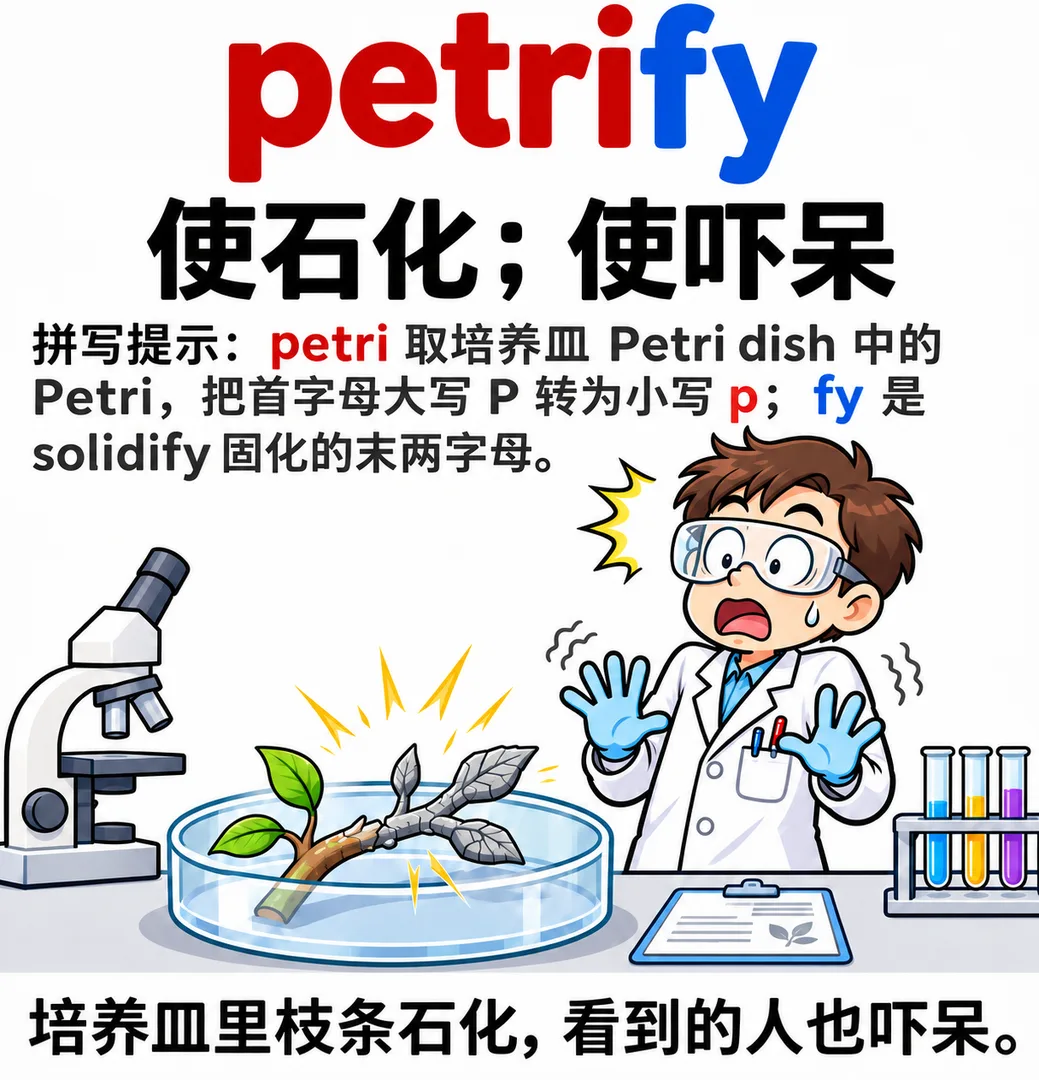 petrify
使石化；使吓呆
拼写提示：petri 取培养皿 Petri dish 中的
Petri，把首字母大写 P 转为小写 p；fy 是
solidify 固化的末两字母。
培养皿里枝条石化，看到的人也吓呆。